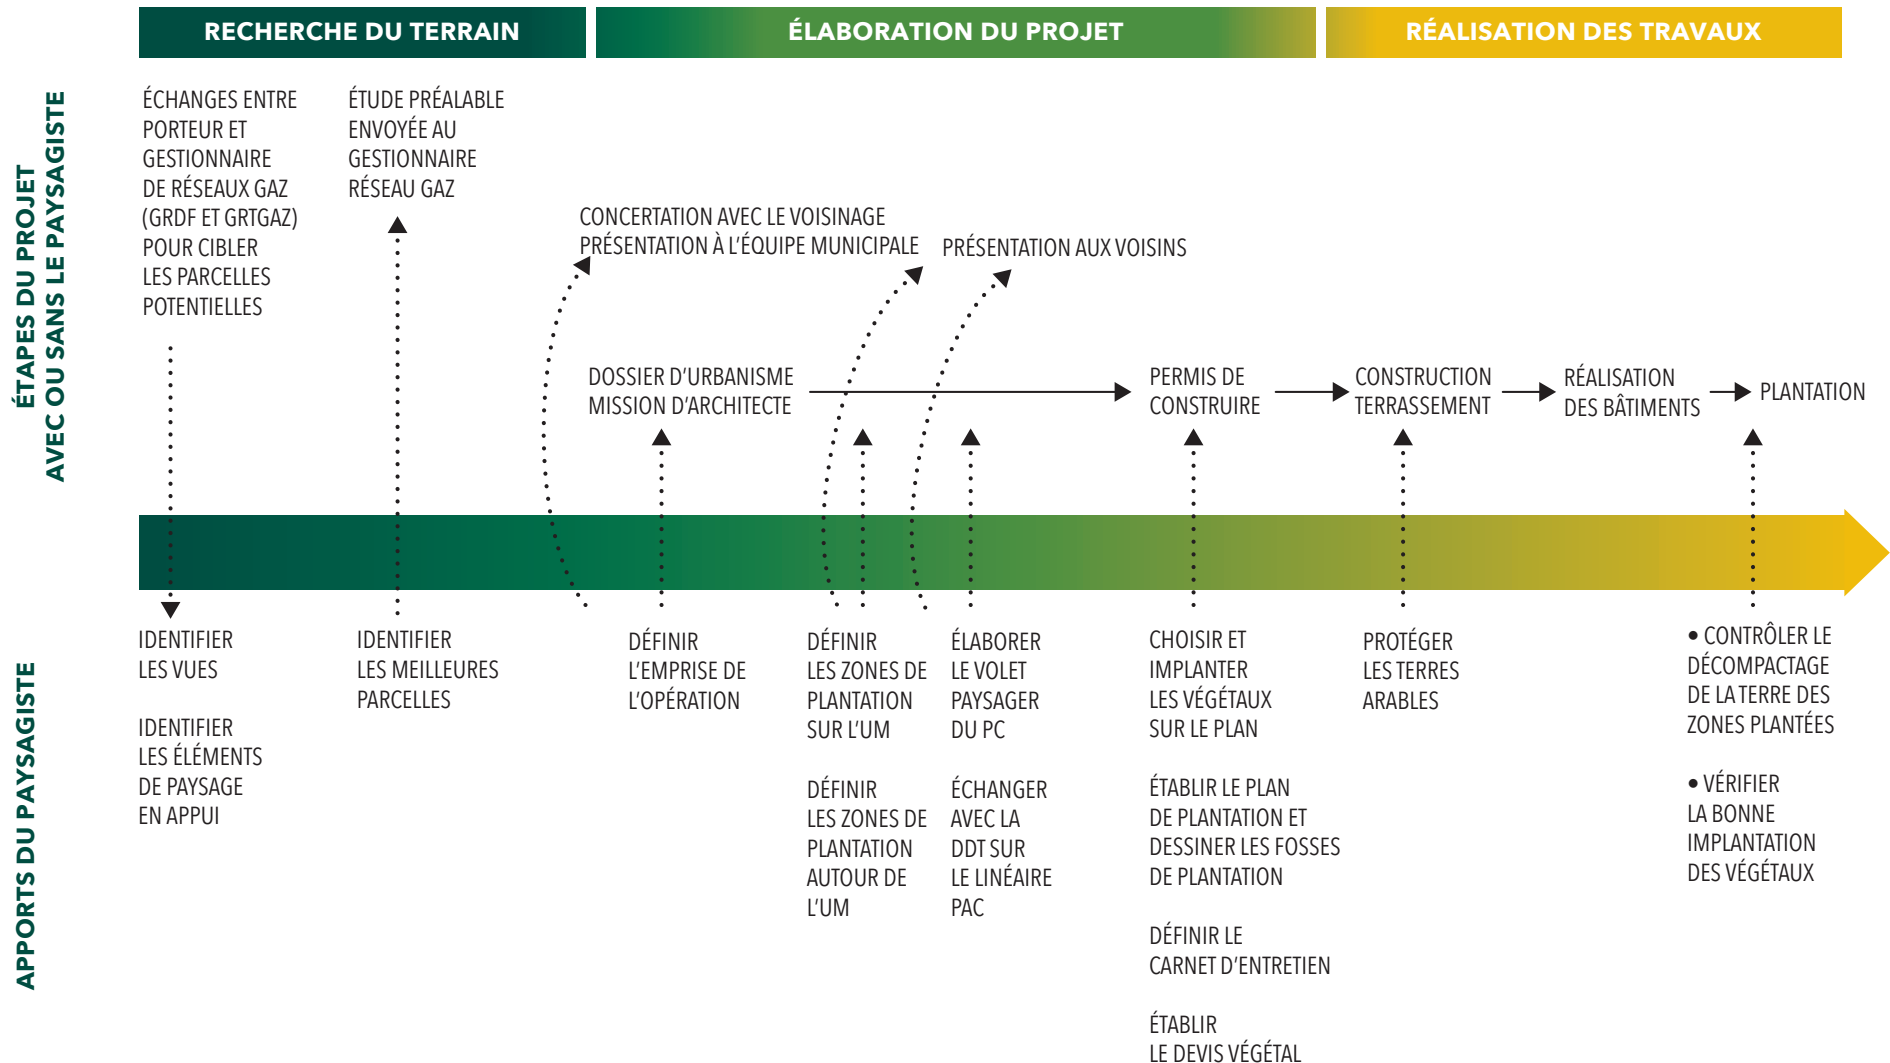 RECHERCHE DU TERRAIN
ÉLABORATION DU PROJET
RÉALISATION DES TRAVAUX
ÉTAPES DU PROJET
AVEC OU SANS LE PAYSAGISTE
ÉCHANGES ENTRE
PORTEUR ET
GESTIONNAIRE
DE RÉSEAUX GAZ
(GRDF ET GRTGAZ)
POUR CIBLER
LES PARCELLES
POTENTIELLES
ÉTUDE PRÉALABLE
ENVOYÉE AU
GESTIONNAIRE
RÉSEAU GAZ
CONCERTATION AVEC LE VOISINAGE
PRÉSENTATION À L'ÉQUIPE MUNICIPALE
PRÉSENTATION AUX VOISINS
DOSSIER D'URBANISME
MISSION D'ARCHITECTE
PERMIS DE
CONSTRUIRE
CONSTRUCTION
TERRASSEMENT
RÉALISATION
DES BÂTIMENTS
PLANTATION
APPORTS DU PAYSAGISTE
IDENTIFIER
LES VUES
IDENTIFIER
LES ÉLÉMENTS
DE PAYSAGE
EN APPUI
IDENTIFIER
LES MEILLEURES
PARCELLES
DÉFINIR
L'EMPRISE DE
L'OPÉRATION
DÉFINIR
LES ZONES DE
PLANTATION
SUR L'UM
DÉFINIR
LES ZONES DE
PLANTATION
AUTOUR DE
L'UM
ÉLABORER
LE VOLET
PAYSAGER
DU PC
ÉCHANGER
AVEC LA
DDT SUR
LE LINÉAIRE
PAC
CHOISIR ET
IMPLANTER
LES VÉGÉTAUX
SUR LE PLAN
ÉTABLIR LE PLAN
DE PLANTATION ET
DESSINER LES FOSSES
DE PLANTATION
DÉFINIR LE
CARNET D'ENTRETIEN
ÉTABLIR
LE DEVIS VÉGÉTAL
PROTÉGER
LES TERRES
ARABLES
• CONTRÔLER LE
DÉCOMPACTAGE
DE LA TERRE DES
ZONES PLANTÉES
• VÉRIFIER
LA BONNE
IMPLANTATION
DES VÉGÉTAUX